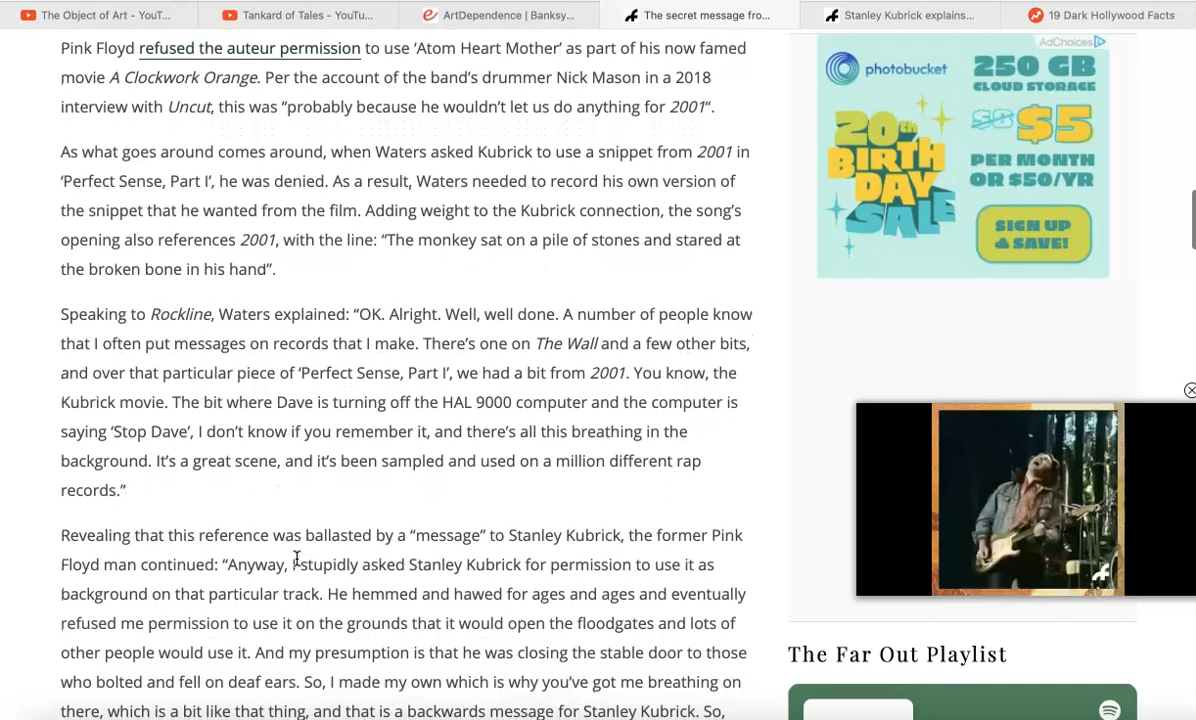 The Object of Art - YouT...
Tankard of Tales - YouTu...
ArtDependence | Banksy...
The secret message fro...
Stanley Kubrick explains...
19 Dark Hollywood Facts
Pink Floyd refused the auteur permission to use ‘Atom Heart Mother’ as part of his now famed
movie A Clockwork Orange. Per the account of the band’s drummer Nick Mason in a 2018
interview with Uncut, this was “probably because he wouldn’t let us do anything for 2001“.
As what goes around comes around, when Waters asked Kubrick to use a snippet from 2001 in
‘Perfect Sense, Part I’, he was denied. As a result, Waters needed to record his own version of
the snippet that he wanted from the film. Adding weight to the Kubrick connection, the song’s
opening also references 2001, with the line: “The monkey sat on a pile of stones and stared at
the broken bone in his hand”.
Speaking to Rockline, Waters explained: “OK. Alright. Well, well done. A number of people know
that I often put messages on records that I make. There’s one on The Wall and a few other bits,
and over that particular piece of ‘Perfect Sense, Part I’, we had a bit from 2001. You know, the
Kubrick movie. The bit where Dave is turning off the HAL 9000 computer and the computer is
saying ‘Stop Dave’, I don’t know if you remember it, and there’s all this breathing in the
background. It’s a great scene, and it’s been sampled and used on a million different rap
records.”
Revealing that this reference was ballasted by a “message” to Stanley Kubrick, the former Pink
Floyd man continued: “Anyway, I stupidly asked Stanley Kubrick for permission to use it as
background on that particular track. He hemmed and hawed for ages and ages and eventually
refused me permission to use it on the grounds that it would open the floodgates and lots of
other people would use it. And my presumption is that he was closing the stable door to those
who bolted and fell on deaf ears. So, I made my own which is why you’ve got me breathing on
there, which is a bit like that thing, and that is a backwards message for Stanley Kubrick. So,
AdChoices
photobucket
20th
BIRTH
DAY
SALE
250 GB
CLOUD STORAGE
$8 $5
PER MONTH
OR $50/YR
SIGN UP
& SAVE!
The Far Out Playlist